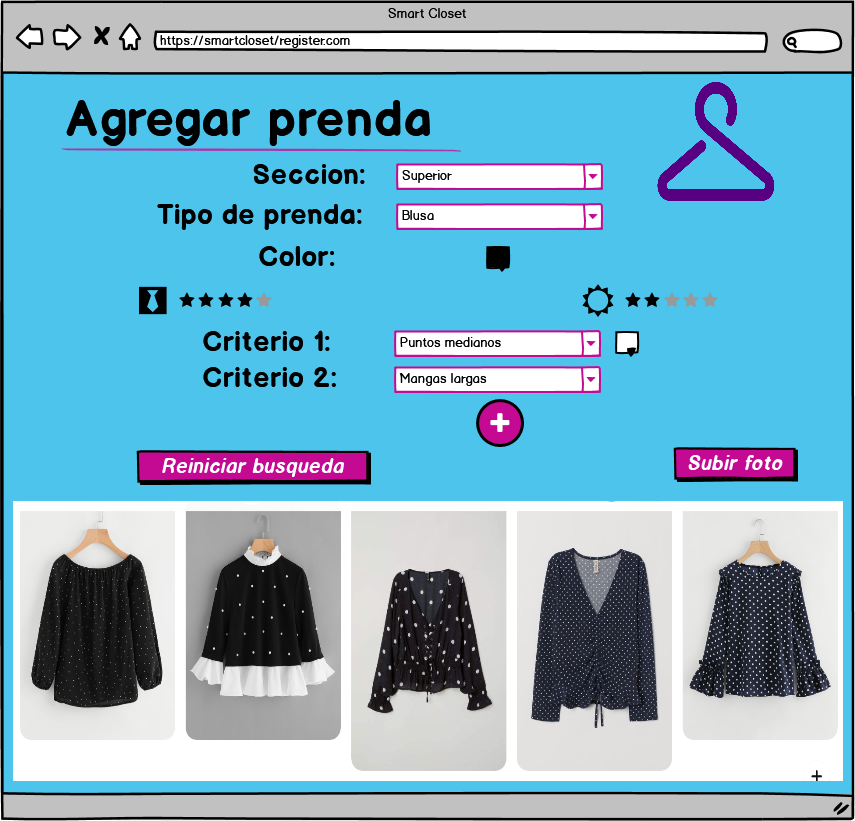 Smart Closet
https://smartcloset/register.com
Agregar prenda
Seccion: Superior
Tipo de prenda: Blusa
Color:
Criterio 1: Puntos medianos
Criterio 2: Mangas largas
+
Reiniciar busqueda Subir foto
+